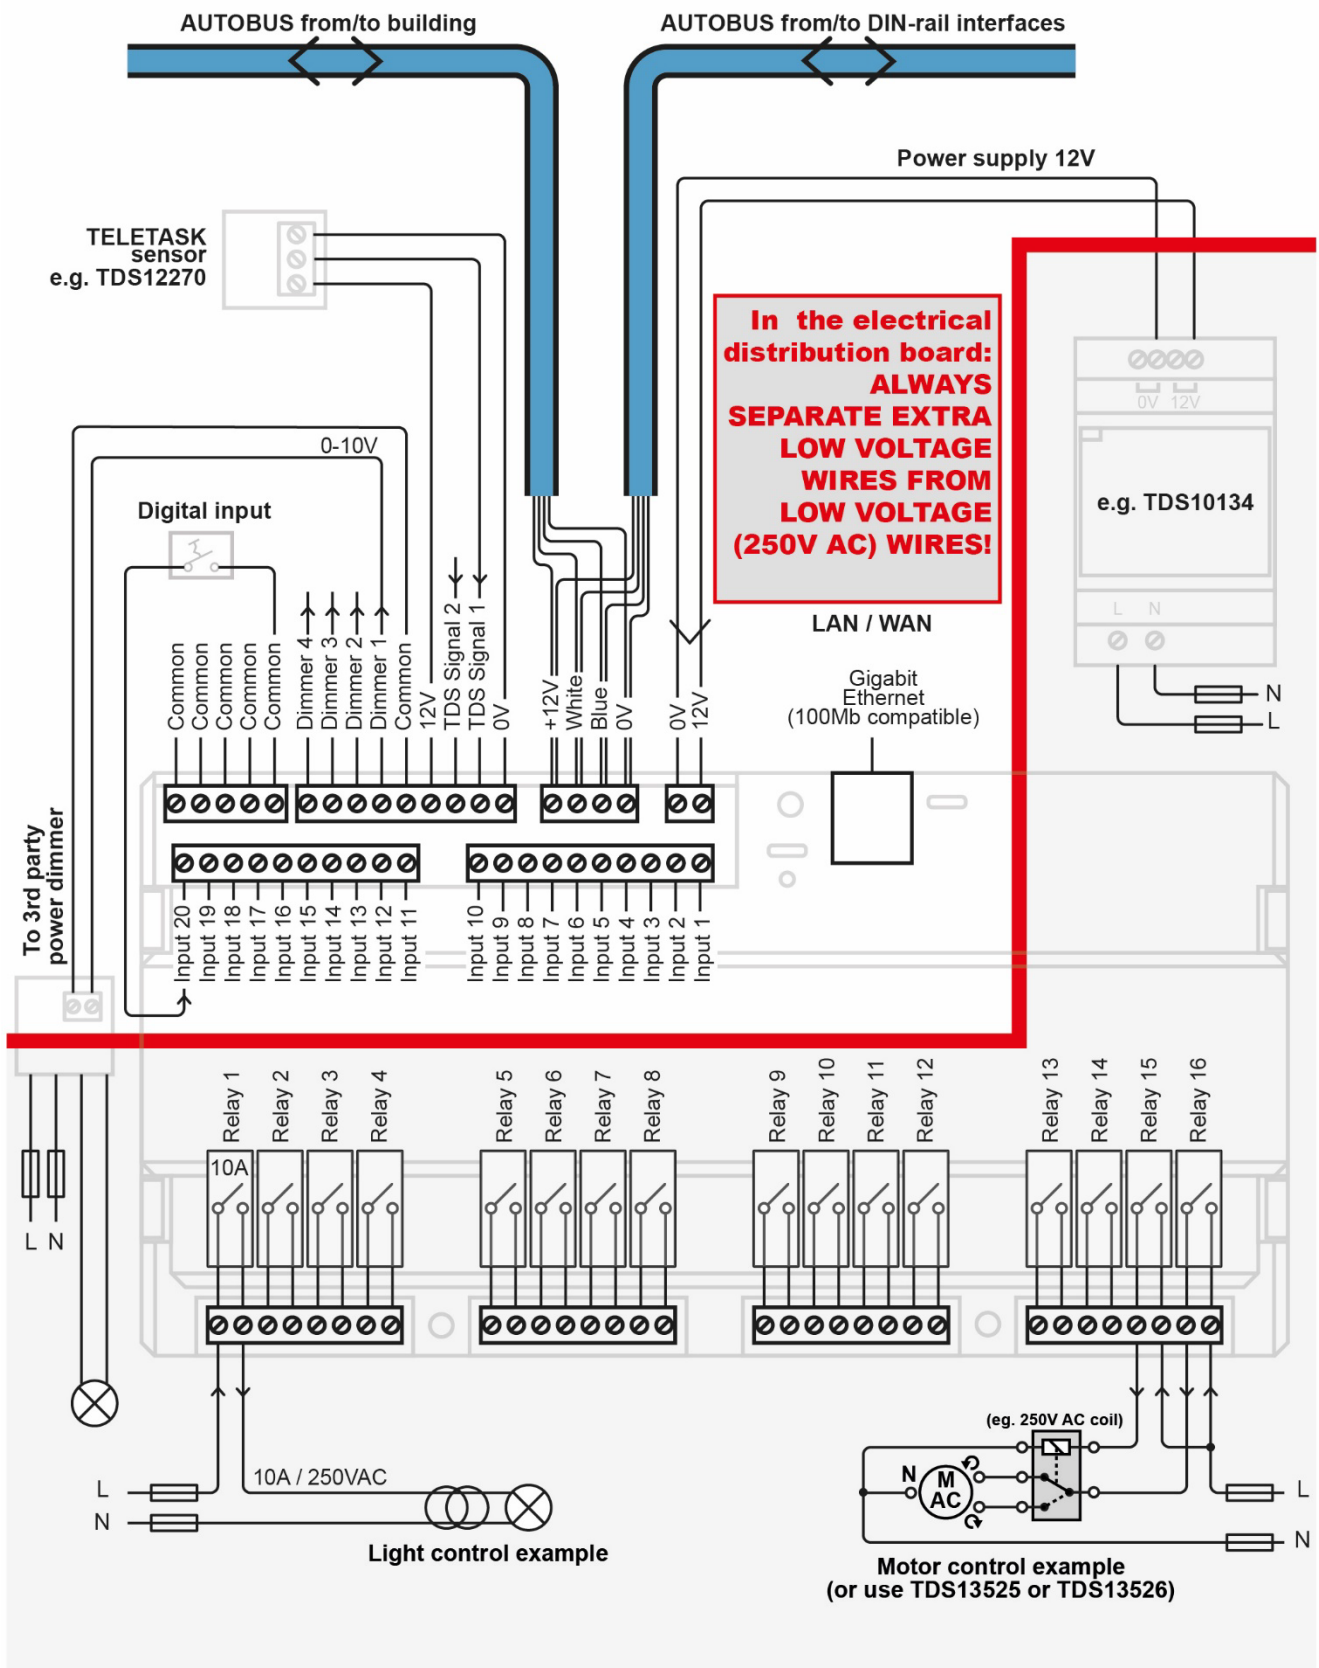 AUTOBUS from/to building
AUTOBUS from/to DIN-rail interfaces
Power supply 12V
TELETASK
sensor
e.g. TDS12270
In the electrical
distribution board:
ALWAYS
SEPARATE EXTRA
LOW VOLTAGE
WIRES FROM
LOW VOLTAGE
(250V AC) WIRES!
0V 12V
e.g. TDS10134
L N
N
L
0-10V
Digital input
LAN / WAN
Gigabit
Ethernet
(100Mb compatible)
Common
Common
Common
Common
Common
Dimmer 4
Dimmer 3
Dimmer 2
Dimmer 1
Common
12V
TDS Signal 2
TDS Signal 1
0V
+12V
White
Blue
0V
0V
12V
To 3rd party
power dimmer
Input 20
Input 19
Input 18
Input 17
Input 16
Input 15
Input 14
Input 13
Input 12
Input 11
Input 10
Input 9
Input 8
Input 7
Input 6
Input 5
Input 4
Input 3
Input 2
Input 1
Relay 1
Relay 2
Relay 3
Relay 4
Relay 5
Relay 6
Relay 7
Relay 8
Relay 9
Relay 10
Relay 11
Relay 12
Relay 13
Relay 14
Relay 15
Relay 16
10A
L N
(eg. 250V AC coil)
10A / 250VAC
L
N
Light control example
N
M
AC
L
N
Motor control example
(or use TDS13525 or TDS13526)